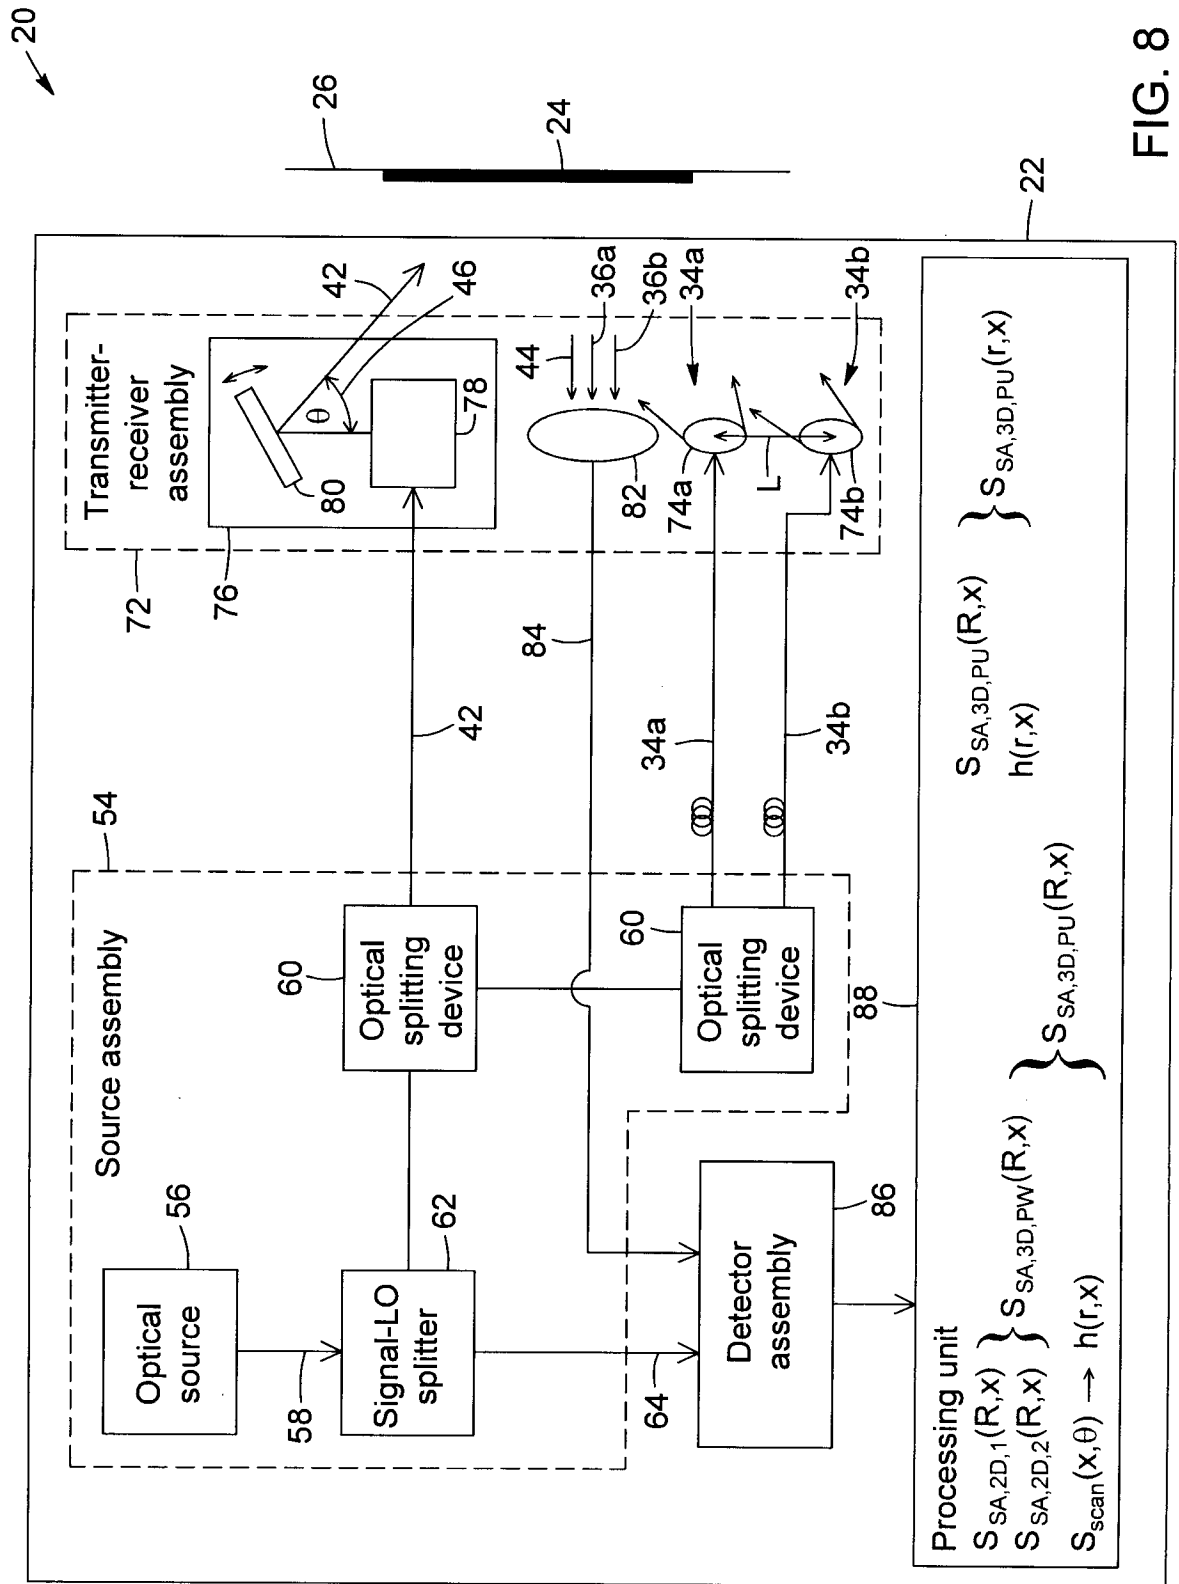 20
26
24
22
54
Source assembly
56
Optical source
58
62
Signal-LO splitter
64
60
Optical splitting device
60
Optical splitting device
42
84
34a
34b
72
Transmitter-receiver assembly
76
80
θ
78
42
46
44
36a
36b
82
74a
34a
L
74b
34b
86
Detector assembly
88
Processing unit
S_SA,2D,1(R,x)
S_SA,2D,2(R,x)
} S_SA,3D,PW(R,x)
S_scan(x,θ) → h(r,x)
} S_SA,3D,PU(R,x)
S_SA,3D,PU(R,x)
h(r,x)
} S_SA,3D,PU(r,x)
FIG. 8